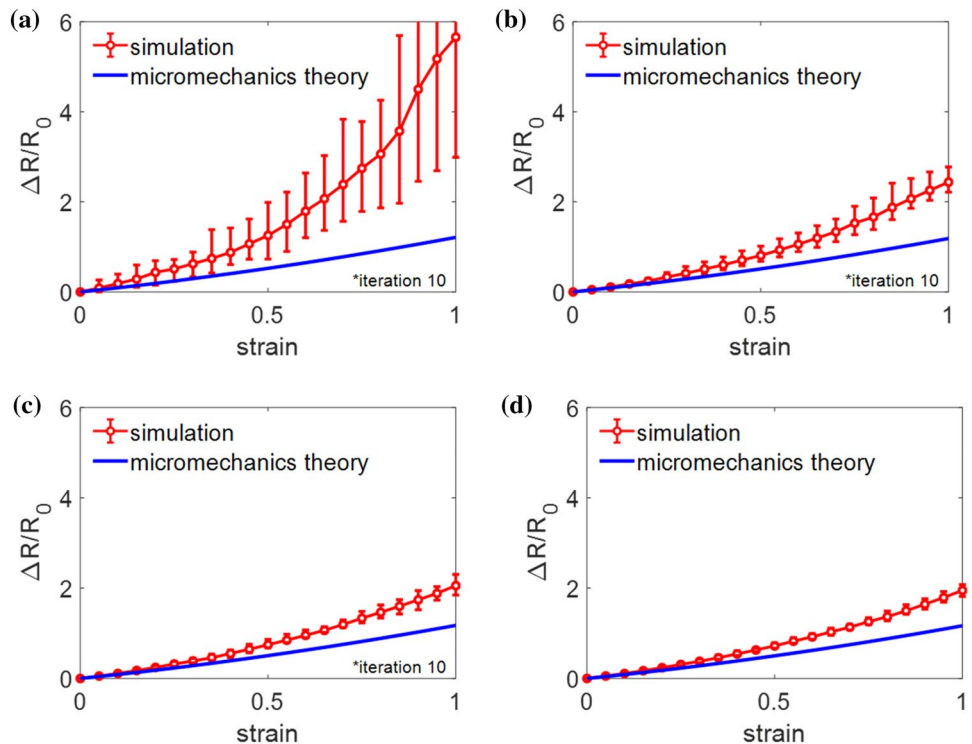 (a)
6
simulation
micromechanics theory
4
ΔR/R0
2
*iteration 10
0
0 0.5 1
strain
(b)
6
simulation
micromechanics theory
4
ΔR/R0
2
*iteration 10
0
0 0.5 1
strain
(c)
6
simulation
micromechanics theory
4
ΔR/R0
2
*iteration 10
0
0 0.5 1
strain
(d)
6
simulation
micromechanics theory
4
ΔR/R0
2
0
0 0.5 1
strain